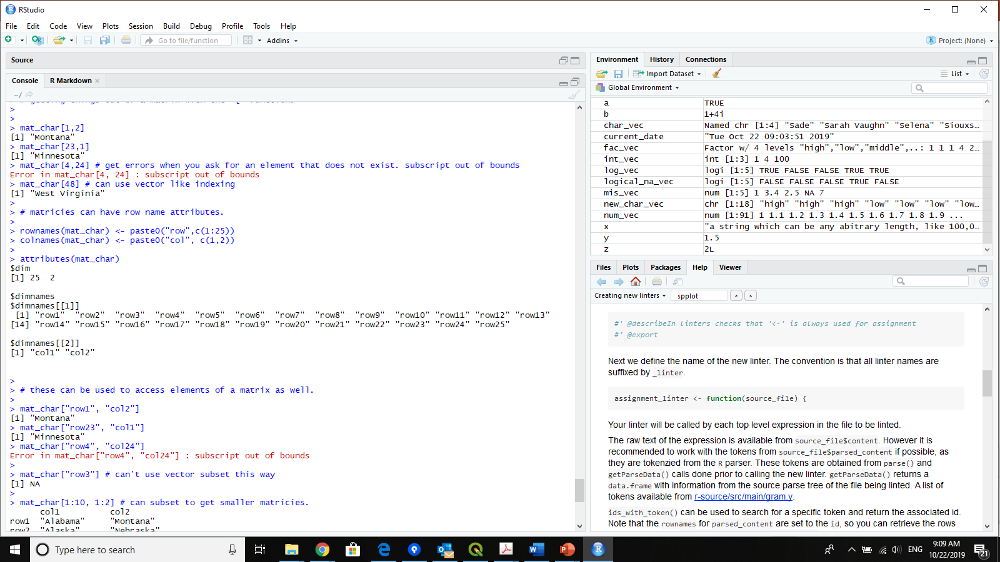 RStudio
File Edit Code View Plots Session Build Debug Profile Tools Help
Go to file/function Addins Project: (None)
Source
Console R Markdown
~/
>
>
> mat_char[1,2]
[1] "Montana"
> mat_char[23,1]
[1] "Minnesota"
> mat_char[4,24] # get errors when you ask for an element that does not exist. subscript out of bounds
Error in mat_char[4, 24] : subscript out of bounds
> mat_char[48] # can use vector like indexing
[1] "West Virginia"
>
> # matricies can have row name attributes.
>
> rownames(mat_char) <- paste0("row",c(1:25))
> colnames(mat_char) <- paste0("col", c(1,2))
>
> attributes(mat_char)
$dim
[1] 25  2
$dimnames
$dimnames[[1]]
 [1] "row1"  "row2"  "row3"  "row4"  "row5"  "row6"  "row7"  "row8"  "row9"  "row10" "row11" "row12" "row13"
[14] "row14" "row15" "row16" "row17" "row18" "row19" "row20" "row21" "row22" "row23" "row24" "row25"
$dimnames[[2]]
[1] "col1" "col2"
>
> # these can be used to access elements of a matrix as well.
>
> mat_char["row1", "col2"]
[1] "Montana"
> mat_char["row23", "col1"]
[1] "Minnesota"
> mat_char["row4", "col24"]
Error in mat_char["row4", "col24"] : subscript out of bounds
>
> mat_char["row3"] # can't use vector subset this way
[1] NA
>
> mat_char[1:10, 1:2] # can subset to get smaller matricies.
      col1          col2
row1  "Alabama"     "Montana"
row2  "Alaska"      "Nebraska"
Environment History Connections
Import Dataset List
Global Environment
a TRUE
b 1+4i
char_vec Named chr [1:4] "Sade" "Sarah Vaughn" "Selena" "Siouxs…
current_date "Tue Oct 22 09:03:51 2019"
fac_vec Factor w/ 4 levels "high","low","middle",..: 1 1 1 4 2…
int_vec int [1:3] 1 4 100
log_vec logi [1:5] TRUE FALSE FALSE TRUE TRUE
logical_na_vec logi [1:5] FALSE FALSE FALSE TRUE FALSE
mis_vec num [1:5] 1 3.4 2.5 NA 7
new_char_vec chr [1:18] "high" "high" "high" "low" "low" "low" "low…
num_vec num [1:91] 1 1.1 1.2 1.3 1.4 1.5 1.6 1.7 1.8 1.9 ...
x "a string which can be any abitrary length, like 100,0…
y 1.5
z 2L
Files Plots Packages Help Viewer
Creating new linters spplot < >
#' @describeIn linters checks that '<-' is always used for assignment
#' @export
Next we define the name of the new linter. The convention is that all linter names are
suffixed by _linter.
assignment_linter <- function(source_file) {
Your linter will be called by each top level expression in the file to be linted.
The raw text of the expression is available from source_file$content. However it is
recommended to work with the tokens from source_file$parsed_content if possible, as
they are tokenzied from the R parser. These tokens are obtained from parse() and
getParseData() calls done prior to calling the new linter. getParseData() returns a
data.frame with information from the source parse tree of the file being linted. A list of
tokens available from r-source/src/main/gram.y.
ids_with_token() can be used to search for a specific token and return the associated id.
Note that the rownames for parsed_content are set to the id, so you can retrieve the rows
Type here to search
ENG
9:09 AM
10/22/2019
21